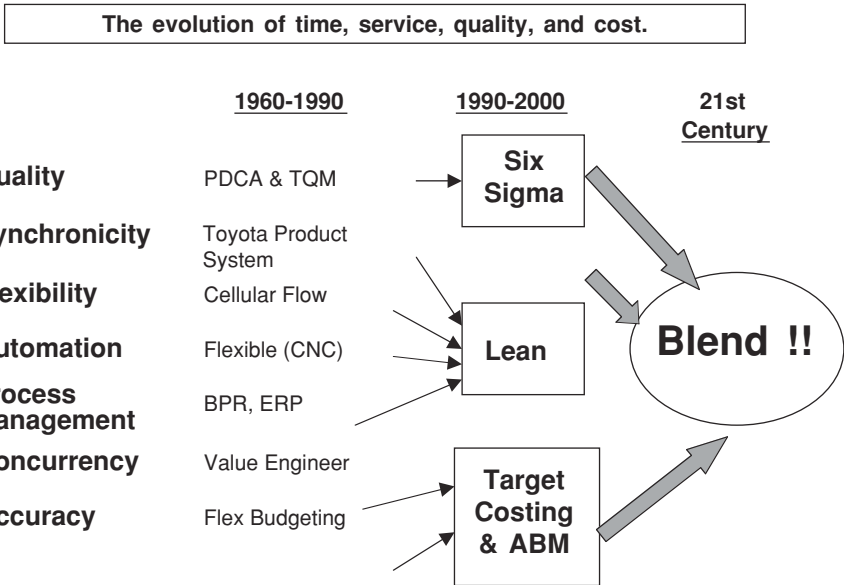 The evolution of time, service, quality, and cost.
1960-1990
1990-2000
21st
Century
uality
PDCA & TQM
Six
Sigma
ynchronicity
Toyota Product
System
exibility
Cellular Flow
utomation
Flexible (CNC)
Lean
Blend !!
rocess
anagement
BPR, ERP
oncurrency
Value Engineer
ccuracy
Flex Budgeting
Target
Costing
& ABM